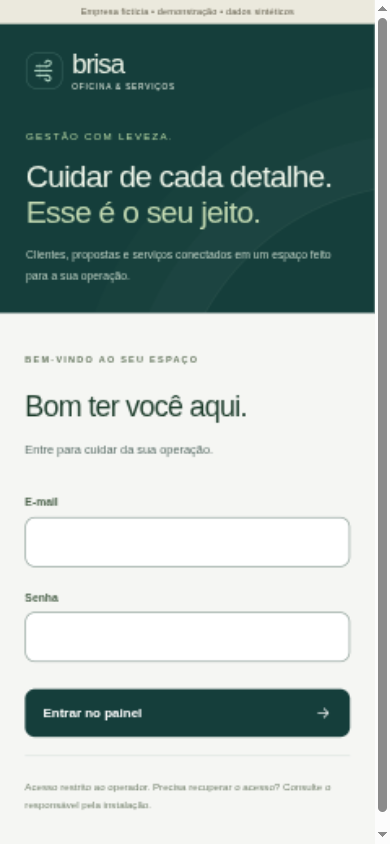 Empresa fictícia • demonstração • dados sintéticos
brisa
OFICINA & SERVIÇOS
GESTÃO COM LEVEZA.
Cuidar de cada detalhe.
Esse é o seu jeito.
Clientes, propostas e serviços conectados em um espaço feito
para a sua operação.
BEM-VINDO AO SEU ESPAÇO
Bom ter você aqui.
Entre para cuidar da sua operação.
E-mail
Senha
Entrar no painel
Acesso restrito ao operador. Precisa recuperar o acesso? Consulte o
responsável pela instalação.